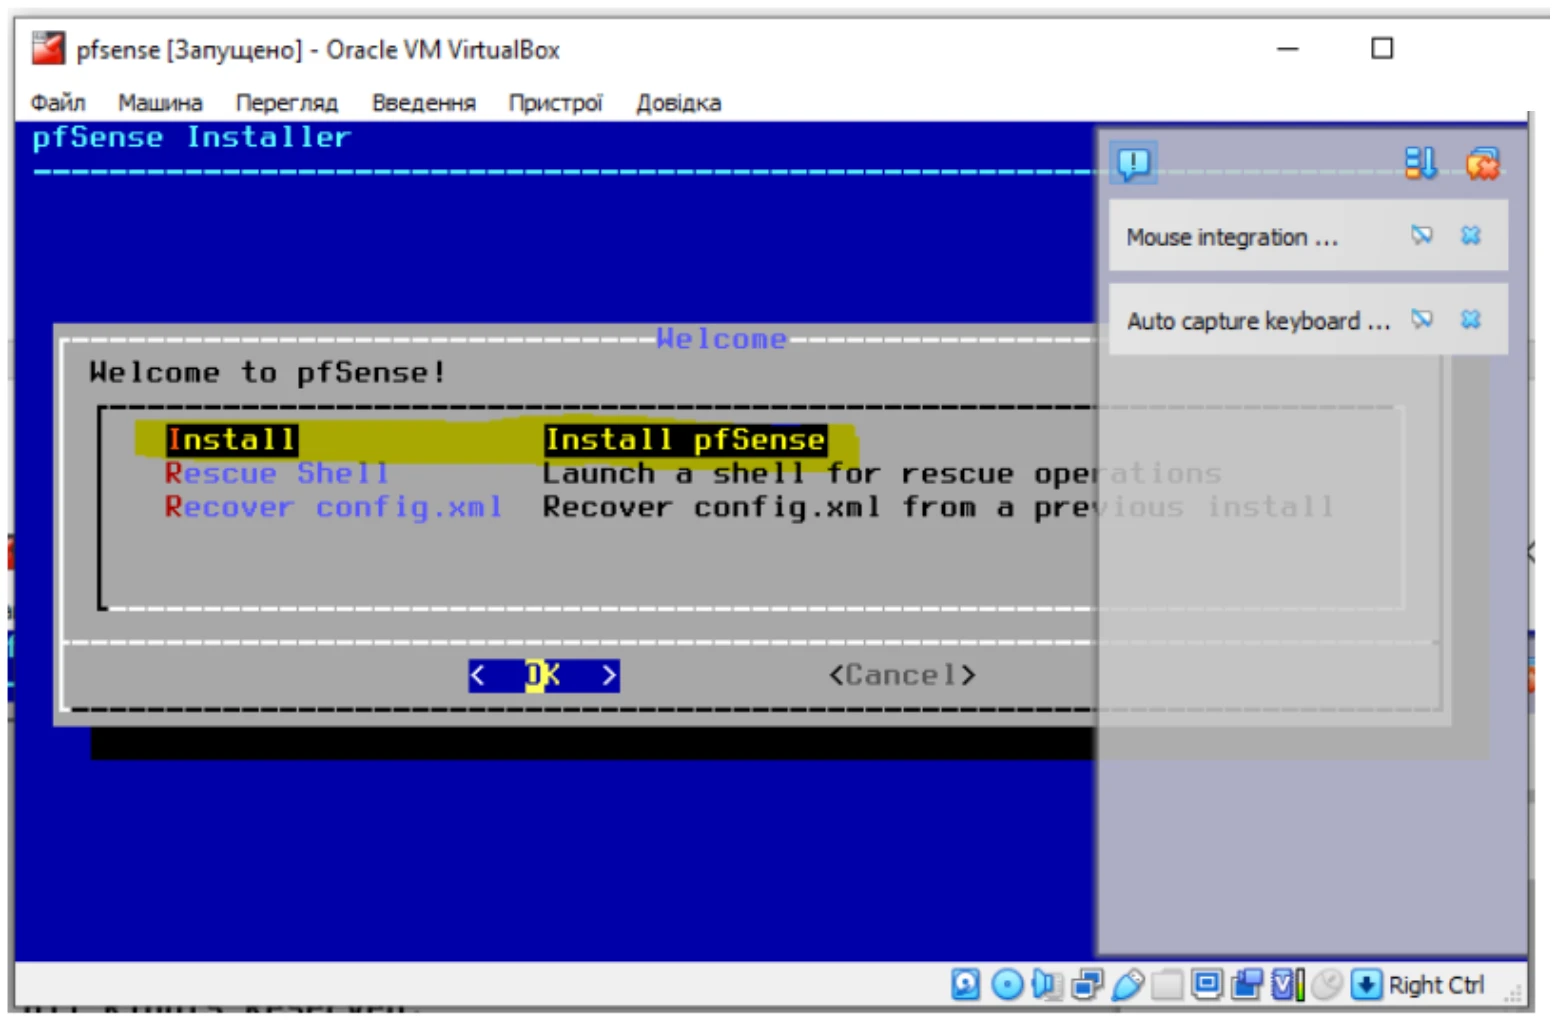 pfsense [Запущено] - Oracle VM VirtualBox
Файл Машина Перегляд Введення Пристрої Довідка
pfSense Installer
Mouse integration ...
Auto capture keyboard ...
Welcome
Welcome to pfSense!
Install Install pfSense
Rescue Shell Launch a shell for rescue operations
Recover config.xml Recover config.xml from a previous install
< OK > <Cancel>
Right Ctrl